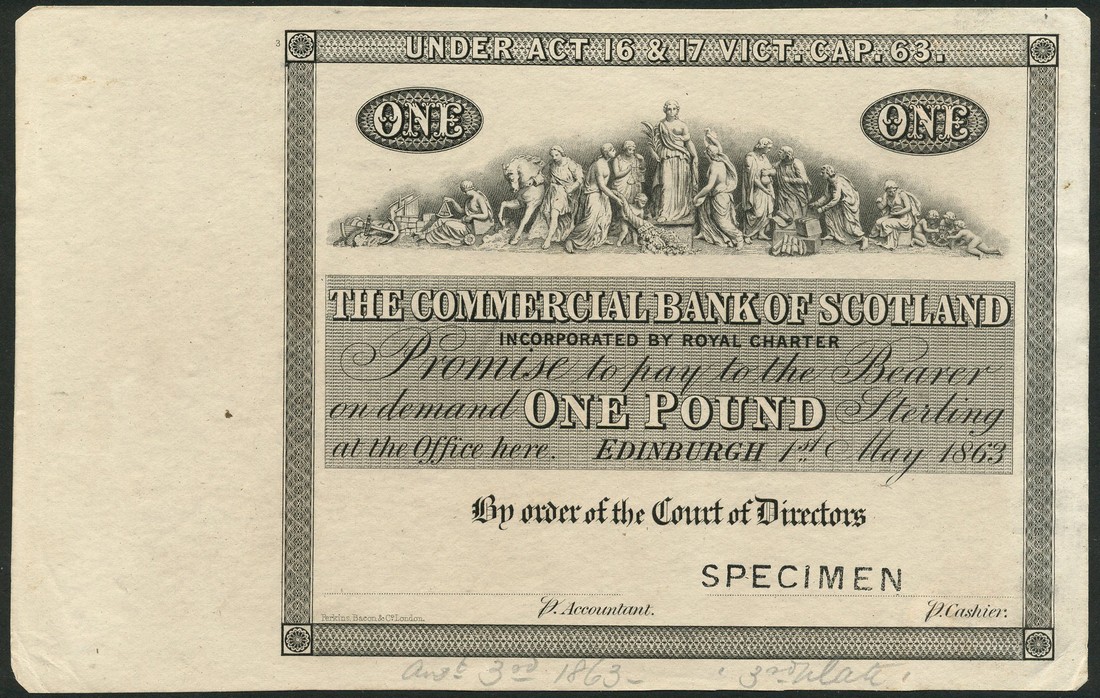 3
UNDER ACT 16 & 17 VICT. CAP. 63.
ONE ONE
THE COMMERCIAL BANK OF SCOTLAND
INCORPORATED BY ROYAL CHARTER
Promise to pay to the Bearer
on demand ONE POUND Sterling
at the Office here. EDINBURGH 1st May 1863
By order of the Court of Directors
SPECIMEN
P. Accountant. P. Cashier.
Perkins, Bacon & Co. London.
Augt 3rd 1863 - 3rd plate